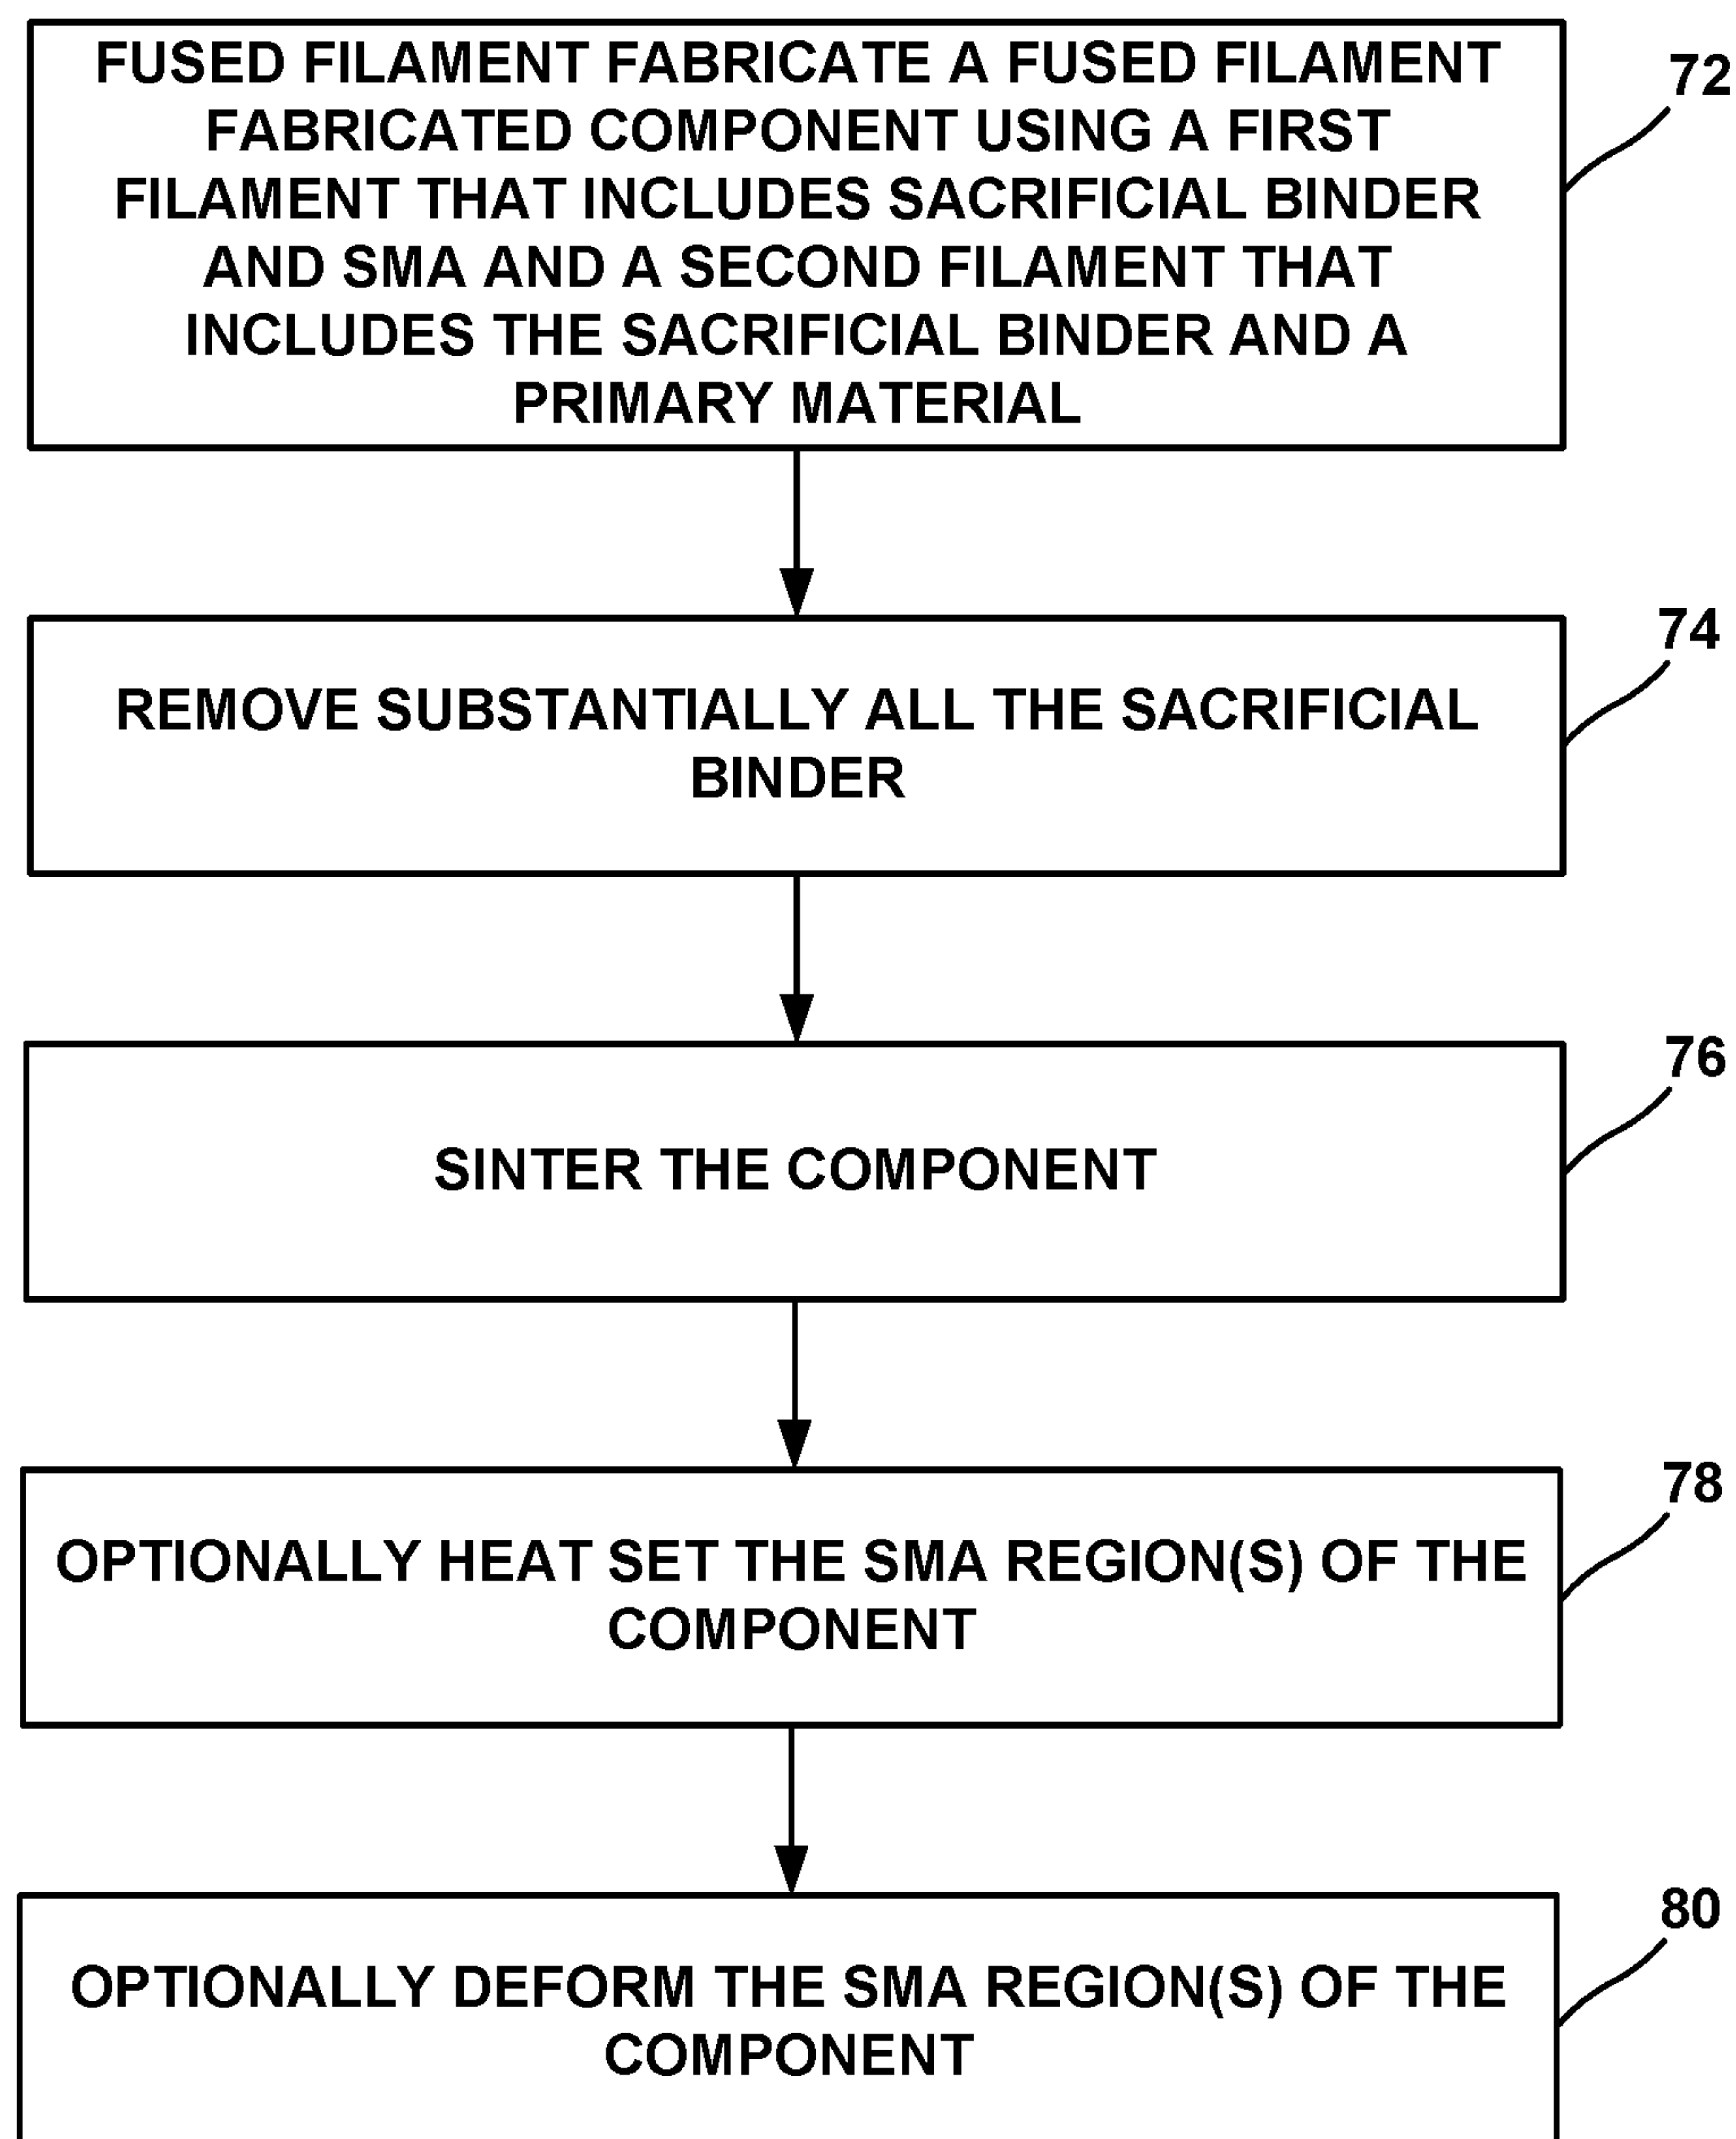 FUSED FILAMENT FABRICATE A FUSED FILAMENT
FABRICATED COMPONENT USING A FIRST
FILAMENT THAT INCLUDES SACRIFICIAL BINDER
AND SMA AND A SECOND FILAMENT THAT
INCLUDES THE SACRIFICIAL BINDER AND A
PRIMARY MATERIAL
72
REMOVE SUBSTANTIALLY ALL THE SACRIFICIAL
BINDER
74
SINTER THE COMPONENT
76
OPTIONALLY HEAT SET THE SMA REGION(S) OF THE
COMPONENT
78
OPTIONALLY DEFORM THE SMA REGION(S) OF THE
COMPONENT
80